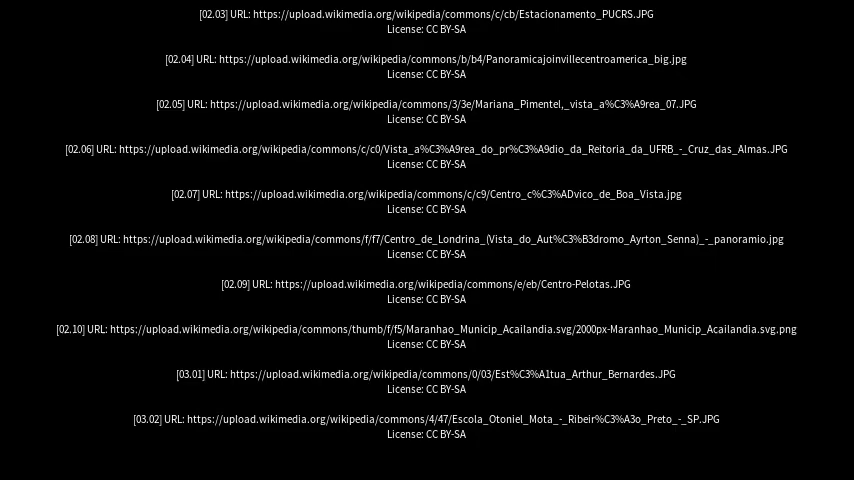 [02.03] URL: https://upload.wikimedia.org/wikipedia/commons/c/cb/Estacionamento_PUCRS.JPG
License: CC BY-SA
[02.04] URL: https://upload.wikimedia.org/wikipedia/commons/b/b4/Panoramicajoinvillecentroamerica_big.jpg
License: CC BY-SA
[02.05] URL: https://upload.wikimedia.org/wikipedia/commons/3/3e/Mariana_Pimentel,_vista_a%C3%A9rea_07.JPG
License: CC BY-SA
[02.06] URL: https://upload.wikimedia.org/wikipedia/commons/c/c0/Vista_a%C3%A9rea_do_pr%C3%A9dio_da_Reitoria_da_UFRB_-_Cruz_das_Almas.JPG
License: CC BY-SA
[02.07] URL: https://upload.wikimedia.org/wikipedia/commons/c/c9/Centro_c%C3%ADvico_de_Boa_Vista.jpg
License: CC BY-SA
[02.08] URL: https://upload.wikimedia.org/wikipedia/commons/f/f7/Centro_de_Londrina_(Vista_do_Aut%C3%B3dromo_Ayrton_Senna)_-_panoramio.jpg
License: CC BY-SA
[02.09] URL: https://upload.wikimedia.org/wikipedia/commons/e/eb/Centro-Pelotas.JPG
License: CC BY-SA
[02.10] URL: https://upload.wikimedia.org/wikipedia/commons/thumb/f/f5/Maranhao_Municip_Acailandia.svg/2000px-Maranhao_Municip_Acailandia.svg.png
License: CC BY-SA
[03.01] URL: https://upload.wikimedia.org/wikipedia/commons/0/03/Est%C3%A1tua_Arthur_Bernardes.JPG
License: CC BY-SA
[03.02] URL: https://upload.wikimedia.org/wikipedia/commons/4/47/Escola_Otoniel_Mota_-_Ribeir%C3%A3o_Preto_-_SP.JPG
License: CC BY-SA